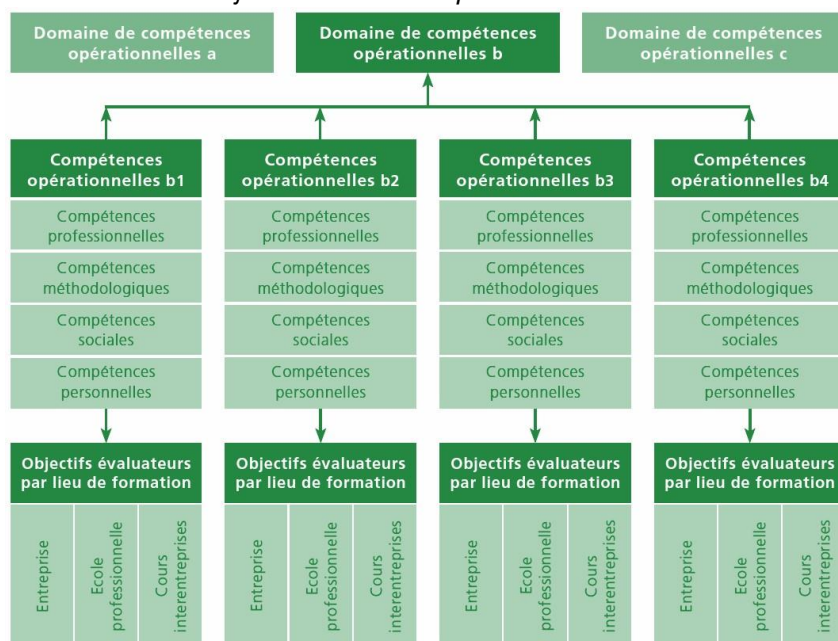 Domaine de compétences
opérationnelles a
Domaine de compétences
opérationnelles b
Domaine de compétences
opérationnelles c
Compétences
opérationnelles b1
Compétences
opérationnelles b2
Compétences
opérationnelles b3
Compétences
opérationnelles b4
Compétences
professionnelles
Compétences
professionnelles
Compétences
professionnelles
Compétences
professionnelles
Compétences
méthodologiques
Compétences
méthodologiques
Compétences
méthodologiques
Compétences
méthodologiques
Compétences
sociales
Compétences
sociales
Compétences
sociales
Compétences
sociales
Compétences
personnelles
Compétences
personnelles
Compétences
personnelles
Compétences
personnelles
Objectifs évaluateurs
par lieu de formation
Objectifs évaluateurs
par lieu de formation
Objectifs évaluateurs
par lieu de formation
Objectifs évaluateurs
par lieu de formation
Entreprise
Ecole
professionnelle
Cours
interentreprises
Entreprise
Ecole
professionnelle
Cours
interentreprises
Entreprise
Ecole
professionnelle
Cours
interentreprises
Entreprise
Ecole
professionnelle
Cours
interentreprises